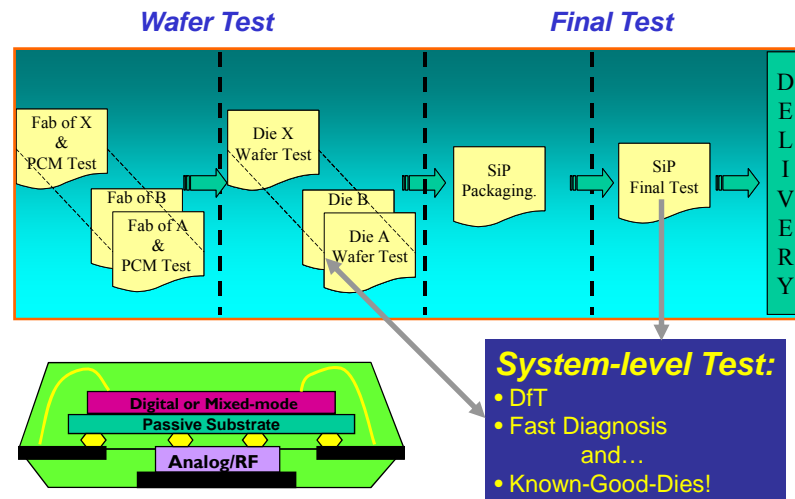 Wafer Test
Final Test
Fab of X
&
PCM Test
Fab of B
Fab of A
&
PCM Test
Die X
Wafer Test
Die B
Die A
Wafer Test
SiP
Packaging.
SiP
Final Test
DELIVERY
Digital or Mixed-mode
Passive Substrate
Analog/RF
System-level Test:
• DfT
• Fast Diagnosis
and…
• Known-Good-Dies!